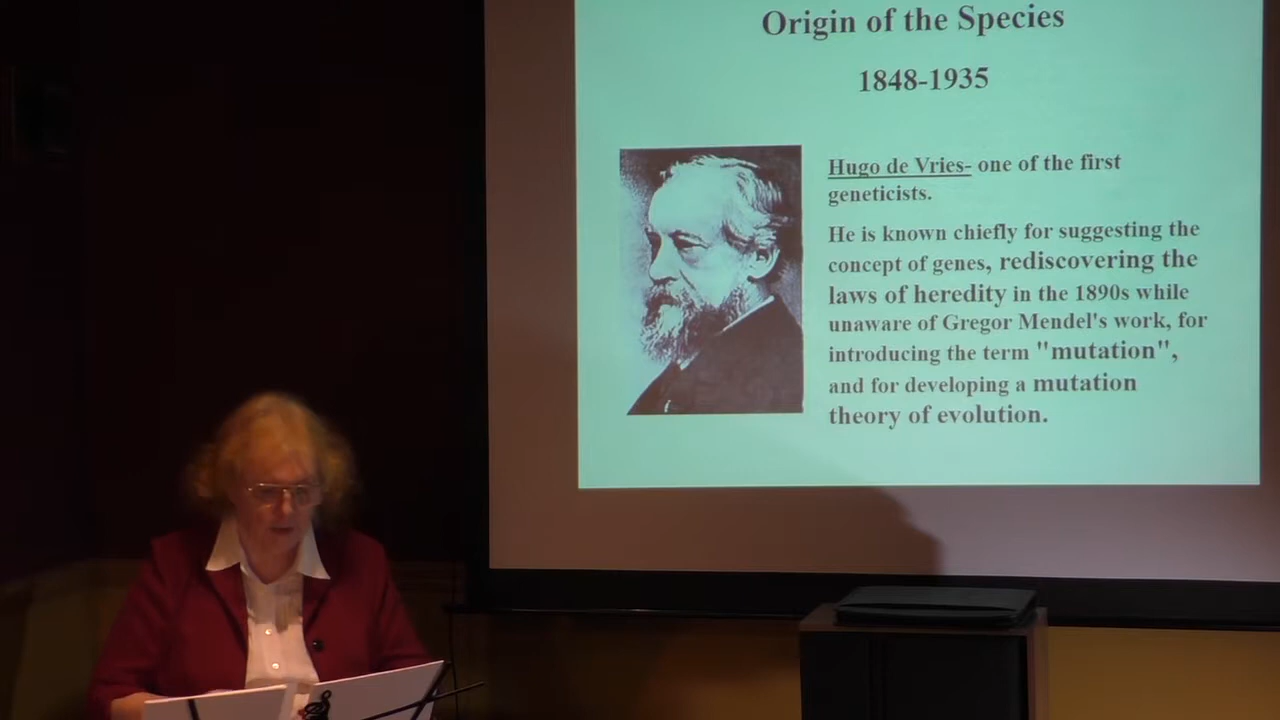 Origin of the Species
1848-1935
Hugo de Vries- one of the first
geneticists.
He is known chiefly for suggesting the
concept of genes, rediscovering the
laws of heredity in the 1890s while
unaware of Gregor Mendel's work, for
introducing the term "mutation",
and for developing a mutation
theory of evolution.